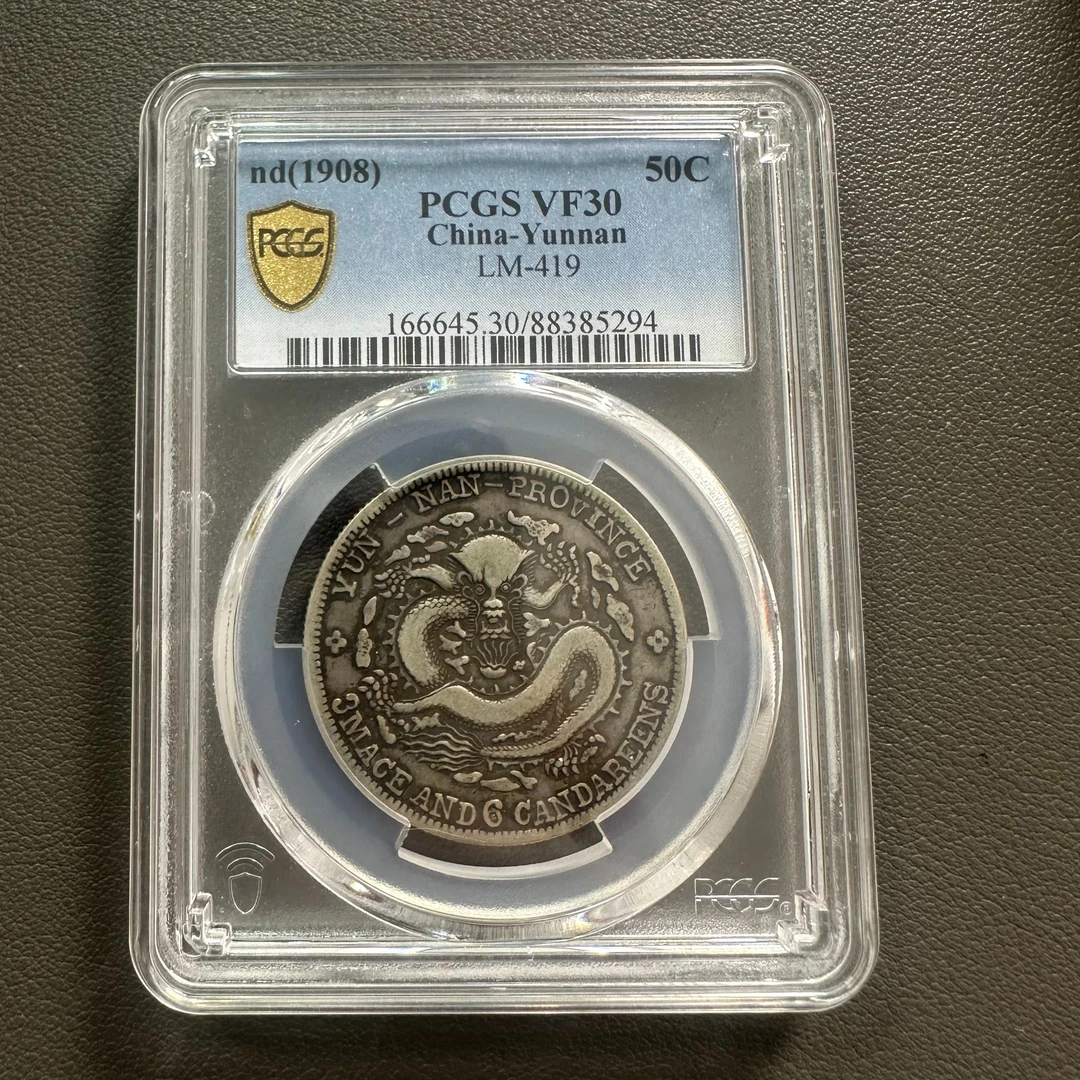 nd(1908) 50C
PCGS VF30
China-Yunnan
LM-419
PCGS
166645.30/88385294
YUN-NAN-PROVINCE
3 MACE AND 6 CANDAREENS
PCGS